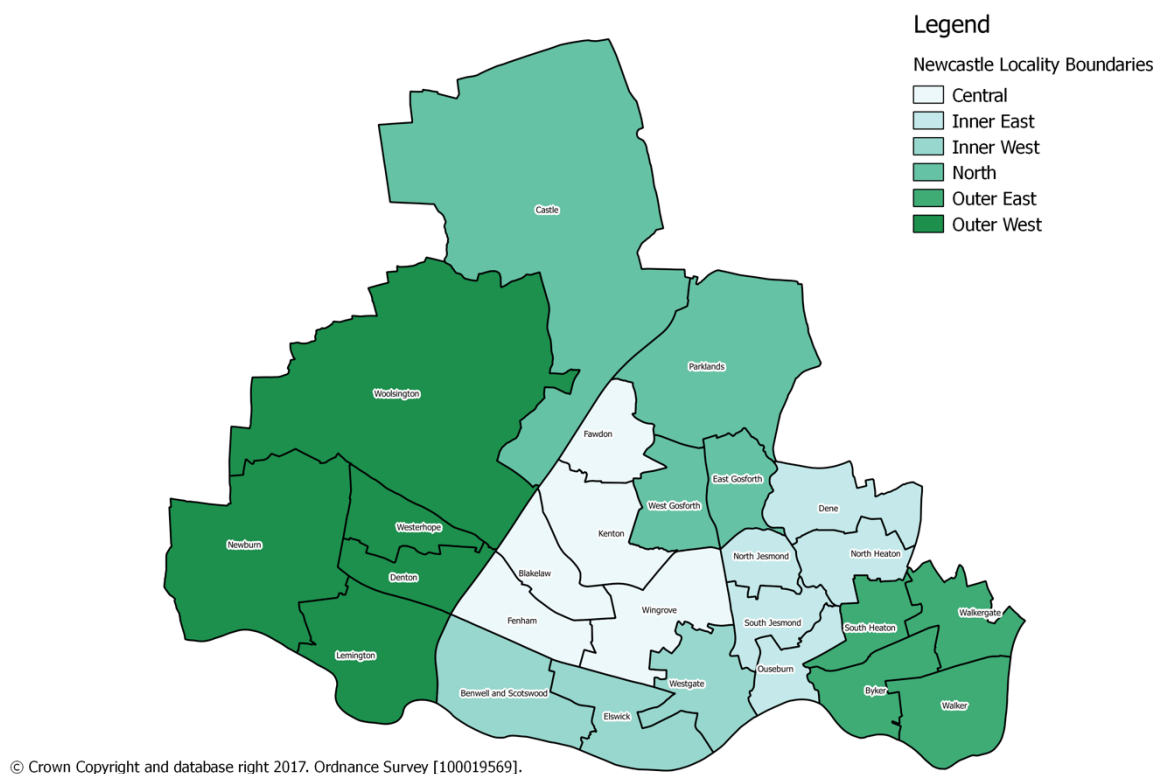 Legend
Newcastle Locality Boundaries
Central
Inner East
Inner West
North
Outer East
Outer West
Castle
Parklands
Woolsington
Fawdon
East Gosforth
West Gosforth
Dene
Westerhope
Kenton
Newburn
North Jesmond
North Heaton
Blakelaw
Denton
Wingrove
Walkergate
Fenham
South Jesmond
South Heaton
Lemington
Ouseburn
Westgate
Benwell and Scotswood
Byker
Walker
Elswick
© Crown Copyright and database right 2017. Ordnance Survey [100019569].